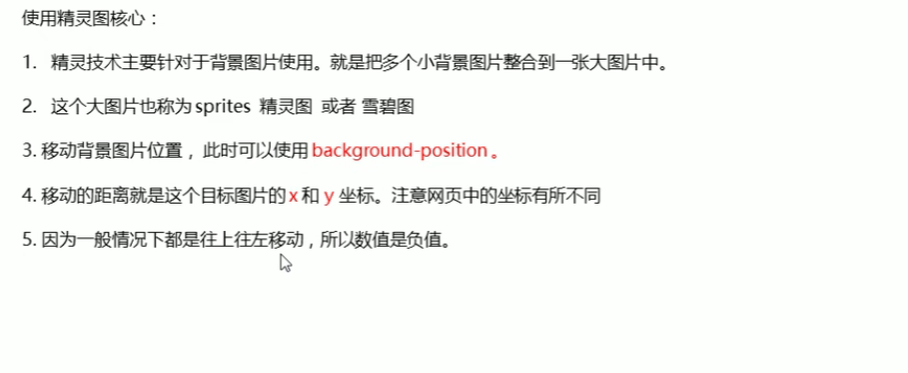 使用精灵图核心：
1. 精灵技术主要针对于背景图片使用。就是把多个小背景图片整合到一张大图片中。
2. 这个大图片也称为 sprites 精灵图 或者 雪碧图
3. 移动背景图片位置，此时可以使用 background-position 。
4. 移动的距离就是这个目标图片的 x 和 y 坐标。注意网页中的坐标有所不同
5. 因为一般情况下都是往上往左移动，所以数值是负值。